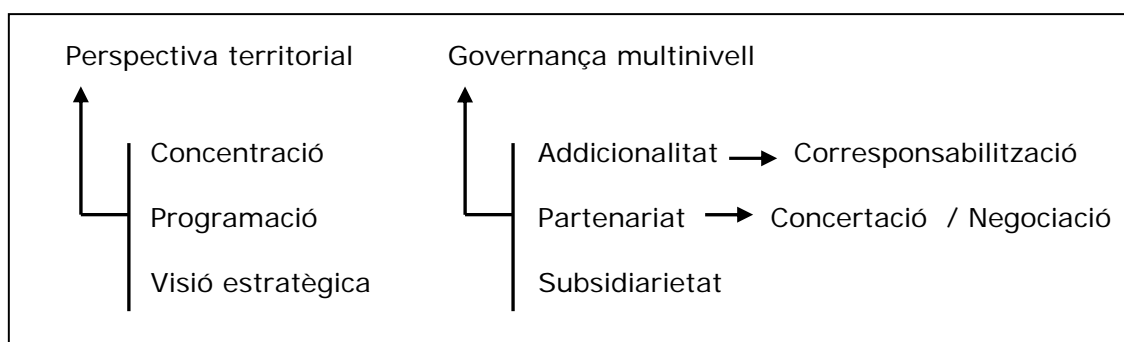 Perspectiva territorial Governança multinivell
Concentració Addicionalitat Corresponsabilització
Programació Partenariat Concertació / Negociació
Visió estratègica Subsidiarietat